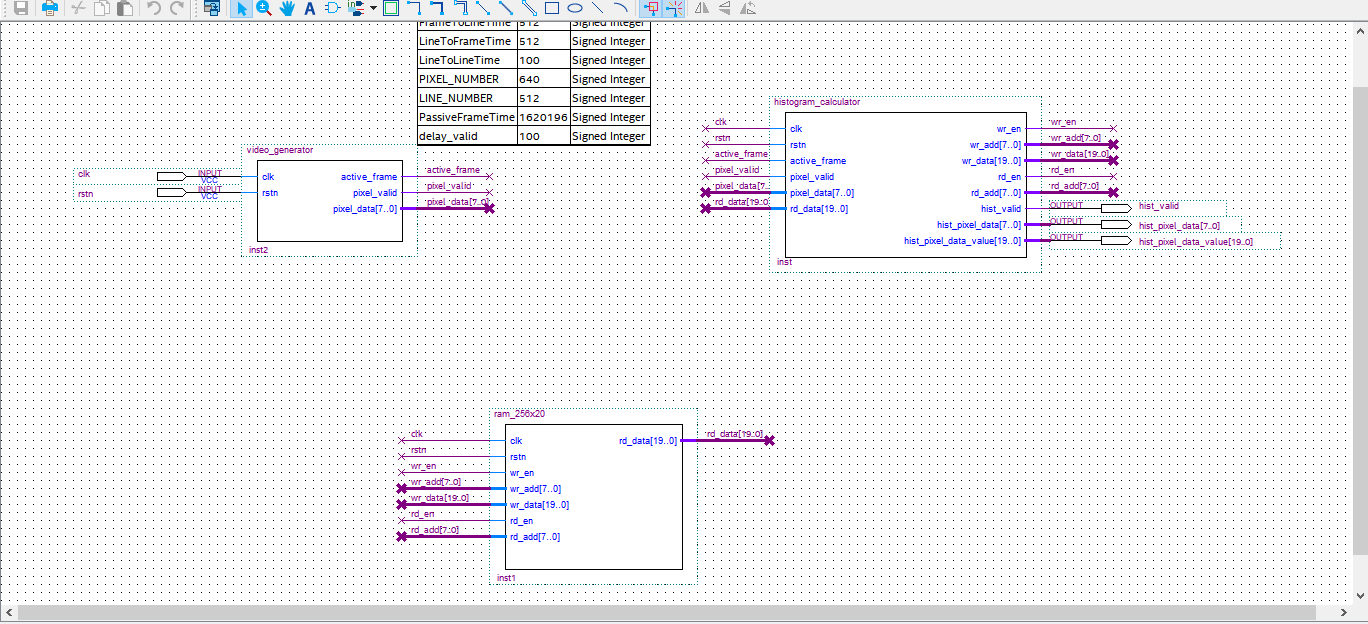 FrameToLineTime 512 Signed Integer
LineToFrameTime 512 Signed Integer
LineToLineTime 100 Signed Integer
PIXEL_NUMBER 640 Signed Integer
LINE_NUMBER 512 Signed Integer
PassiveFrameTime 1620196 Signed Integer
delay_valid 100 Signed Integer
video_generator
clk INPUT VCC
rstn INPUT VCC
clk active_frame active_frame
rstn pixel_valid pixel_valid
pixel_data[7..0] pixel_data[7..0]
inst2
histogram_calculator
clk clk wr_en wr_en
rstn rstn wr_add[7..0] wr_add[7..0]
active_frame active_frame wr_data[19..0] wr_data[19..0]
pixel_valid pixel_valid rd_en rd_en
pixel_data[7.. pixel_data[7..0] rd_add[7..0] rd_add[7..0]
rd_data[19..0 rd_data[19..0] hist_valid OUTPUT hist_valid
hist_pixel_data[7..0] OUTPUT hist_pixel_data[7..0]
hist_pixel_data_value[19..0] OUTPUT hist_pixel_data_value[19..0]
inst
ram_256x20
clk clk rd_data[19..0] rd_data[19..0]
rstn rstn
wr_en wr_en
wr_add[7..0] wr_add[7..0]
wr_data[19..0] wr_data[19..0]
rd_en rd_en
rd_add[7..0] rd_add[7..0]
inst1